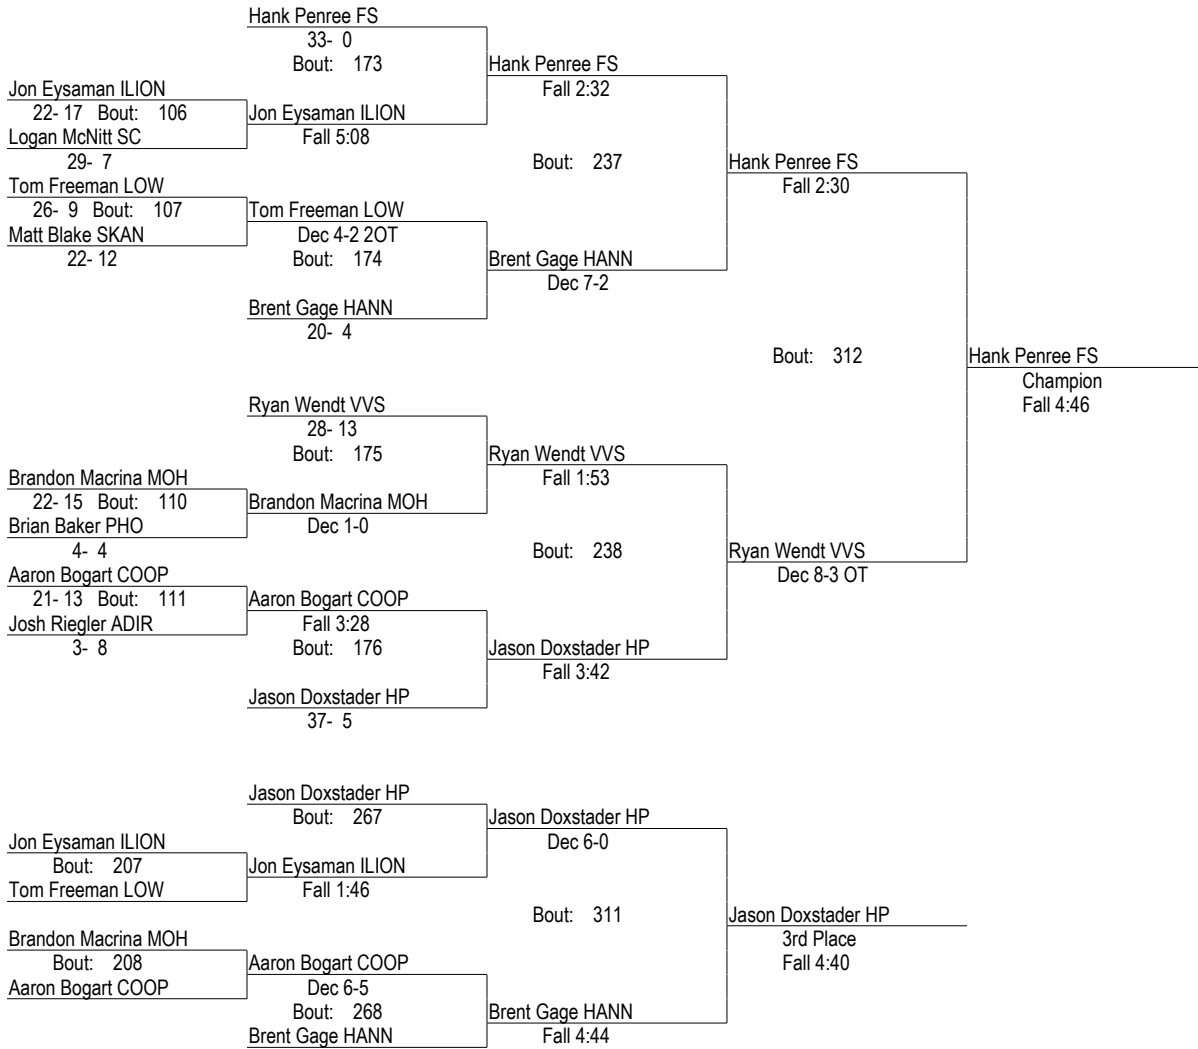 Hank Penree FS
33- 0
Bout: 173
Hank Penree FS
Fall 2:32
Jon Eysaman ILION
22- 17 Bout: 106
Jon Eysaman ILION
Logan McNitt SC
Fall 5:08
29- 7
Bout: 237
Hank Penree FS
Tom Freeman LOW
Fall 2:30
26- 9 Bout: 107
Tom Freeman LOW
Matt Blake SKAN
Dec 4-2 2OT
22- 12
Bout: 174
Brent Gage HANN
Dec 7-2
Brent Gage HANN
20- 4
Bout: 312
Hank Penree FS
Champion
Fall 4:46
Ryan Wendt VVS
28- 13
Bout: 175
Ryan Wendt VVS
Fall 1:53
Brandon Macrina MOH
22- 15 Bout: 110
Brandon Macrina MOH
Brian Baker PHO
Dec 1-0
4- 4
Bout: 238
Ryan Wendt VVS
Dec 8-3 OT
Aaron Bogart COOP
21- 13 Bout: 111
Aaron Bogart COOP
Josh Riegler ADIR
Fall 3:28
3- 8
Bout: 176
Jason Doxstader HP
Fall 3:42
Jason Doxstader HP
37- 5
Jason Doxstader HP
Bout: 267
Jason Doxstader HP
Dec 6-0
Jon Eysaman ILION
Bout: 207
Jon Eysaman ILION
Tom Freeman LOW
Fall 1:46
Bout: 311
Jason Doxstader HP
3rd Place
Fall 4:40
Brandon Macrina MOH
Bout: 208
Aaron Bogart COOP
Aaron Bogart COOP
Dec 6-5
Bout: 268
Brent Gage HANN
Brent Gage HANN
Fall 4:44